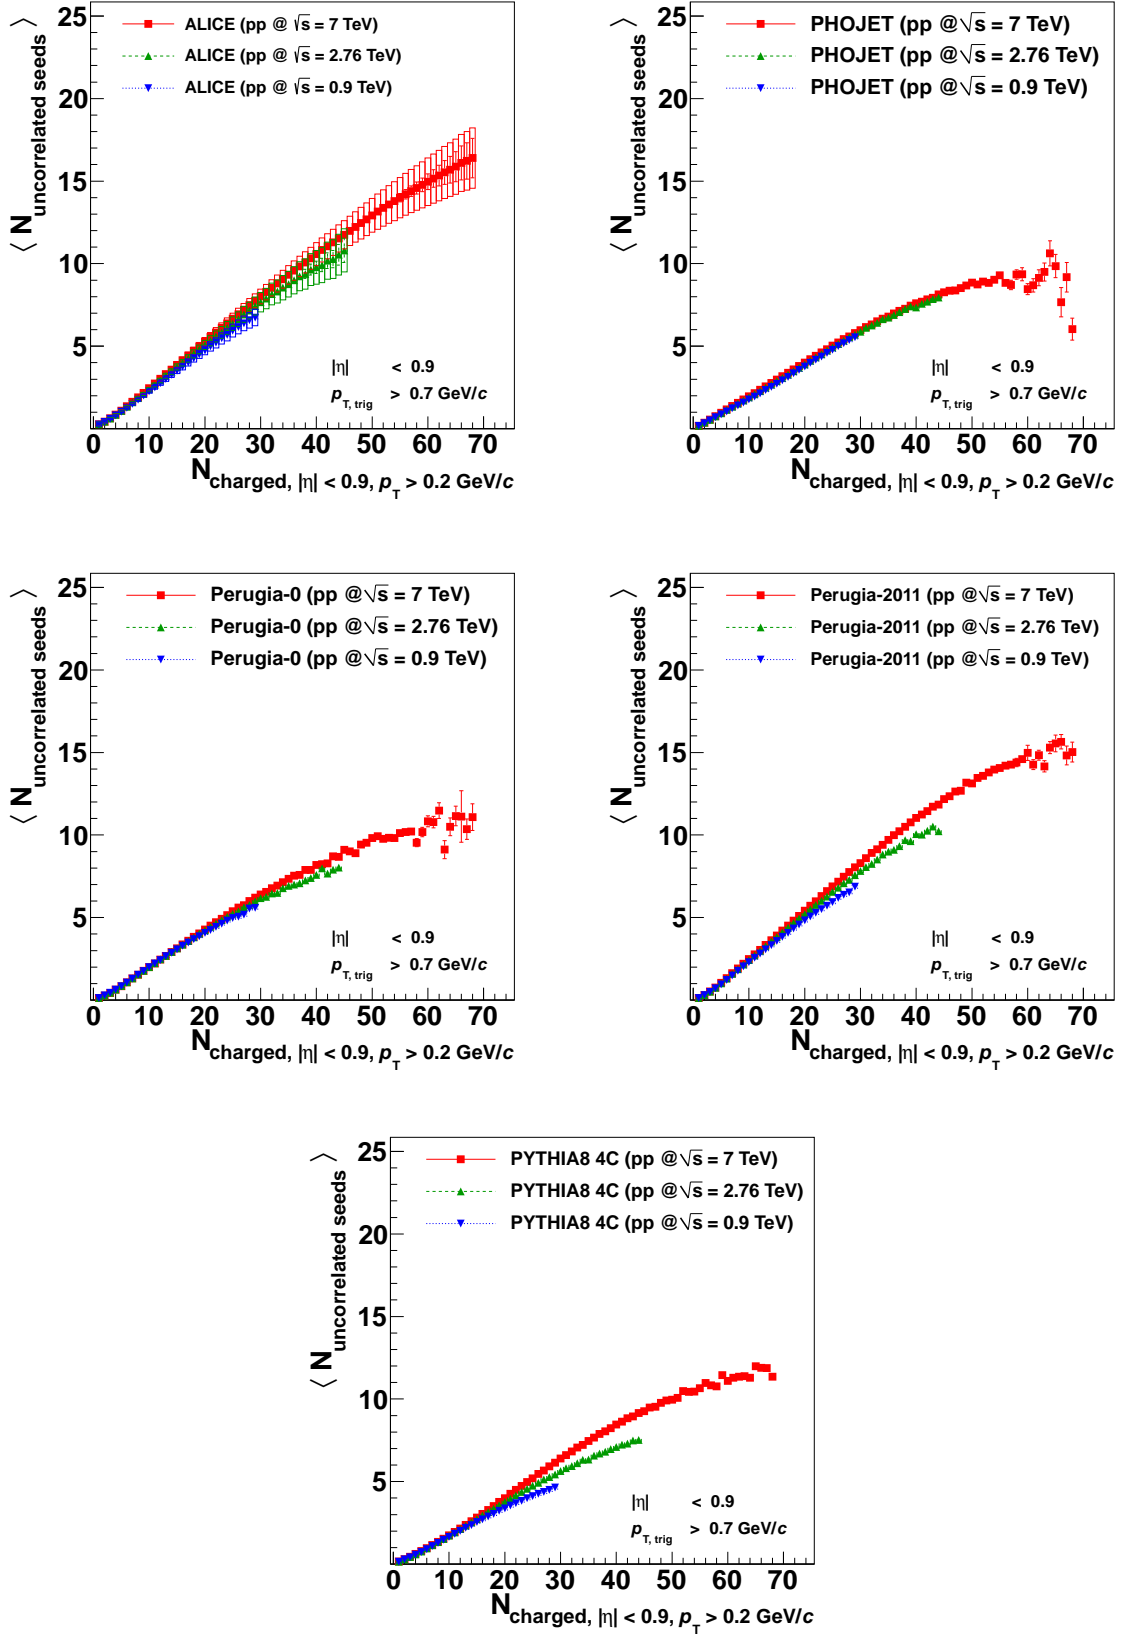 ⟨ N uncorrelated seeds ⟩
25
20
15
10
5
ALICE (pp @ √s = 7 TeV)
ALICE (pp @ √s = 2.76 TeV)
ALICE (pp @ √s = 0.9 TeV)
|η| < 0.9
p T, trig > 0.7 GeV/c
0 10 20 30 40 50 60 70
N charged, |η| < 0.9, p T > 0.2 GeV/c
⟨ N uncorrelated seeds ⟩
25
20
15
10
5
PHOJET (pp @ √s = 7 TeV)
PHOJET (pp @ √s = 2.76 TeV)
PHOJET (pp @ √s = 0.9 TeV)
|η| < 0.9
p T, trig > 0.7 GeV/c
0 10 20 30 40 50 60 70
N charged, |η| < 0.9, p T > 0.2 GeV/c
⟨ N uncorrelated seeds ⟩
25
20
15
10
5
Perugia-0 (pp @ √s = 7 TeV)
Perugia-0 (pp @ √s = 2.76 TeV)
Perugia-0 (pp @ √s = 0.9 TeV)
|η| < 0.9
p T, trig > 0.7 GeV/c
0 10 20 30 40 50 60 70
N charged, |η| < 0.9, p T > 0.2 GeV/c
⟨ N uncorrelated seeds ⟩
25
20
15
10
5
Perugia-2011 (pp @ √s = 7 TeV)
Perugia-2011 (pp @ √s = 2.76 TeV)
Perugia-2011 (pp @ √s = 0.9 TeV)
|η| < 0.9
p T, trig > 0.7 GeV/c
0 10 20 30 40 50 60 70
N charged, |η| < 0.9, p T > 0.2 GeV/c
⟨ N uncorrelated seeds ⟩
25
20
15
10
5
PYTHIA8 4C (pp @ √s = 7 TeV)
PYTHIA8 4C (pp @ √s = 2.76 TeV)
PYTHIA8 4C (pp @ √s = 0.9 TeV)
|η| < 0.9
p T, trig > 0.7 GeV/c
0 10 20 30 40 50 60 70
N charged, |η| < 0.9, p T > 0.2 GeV/c